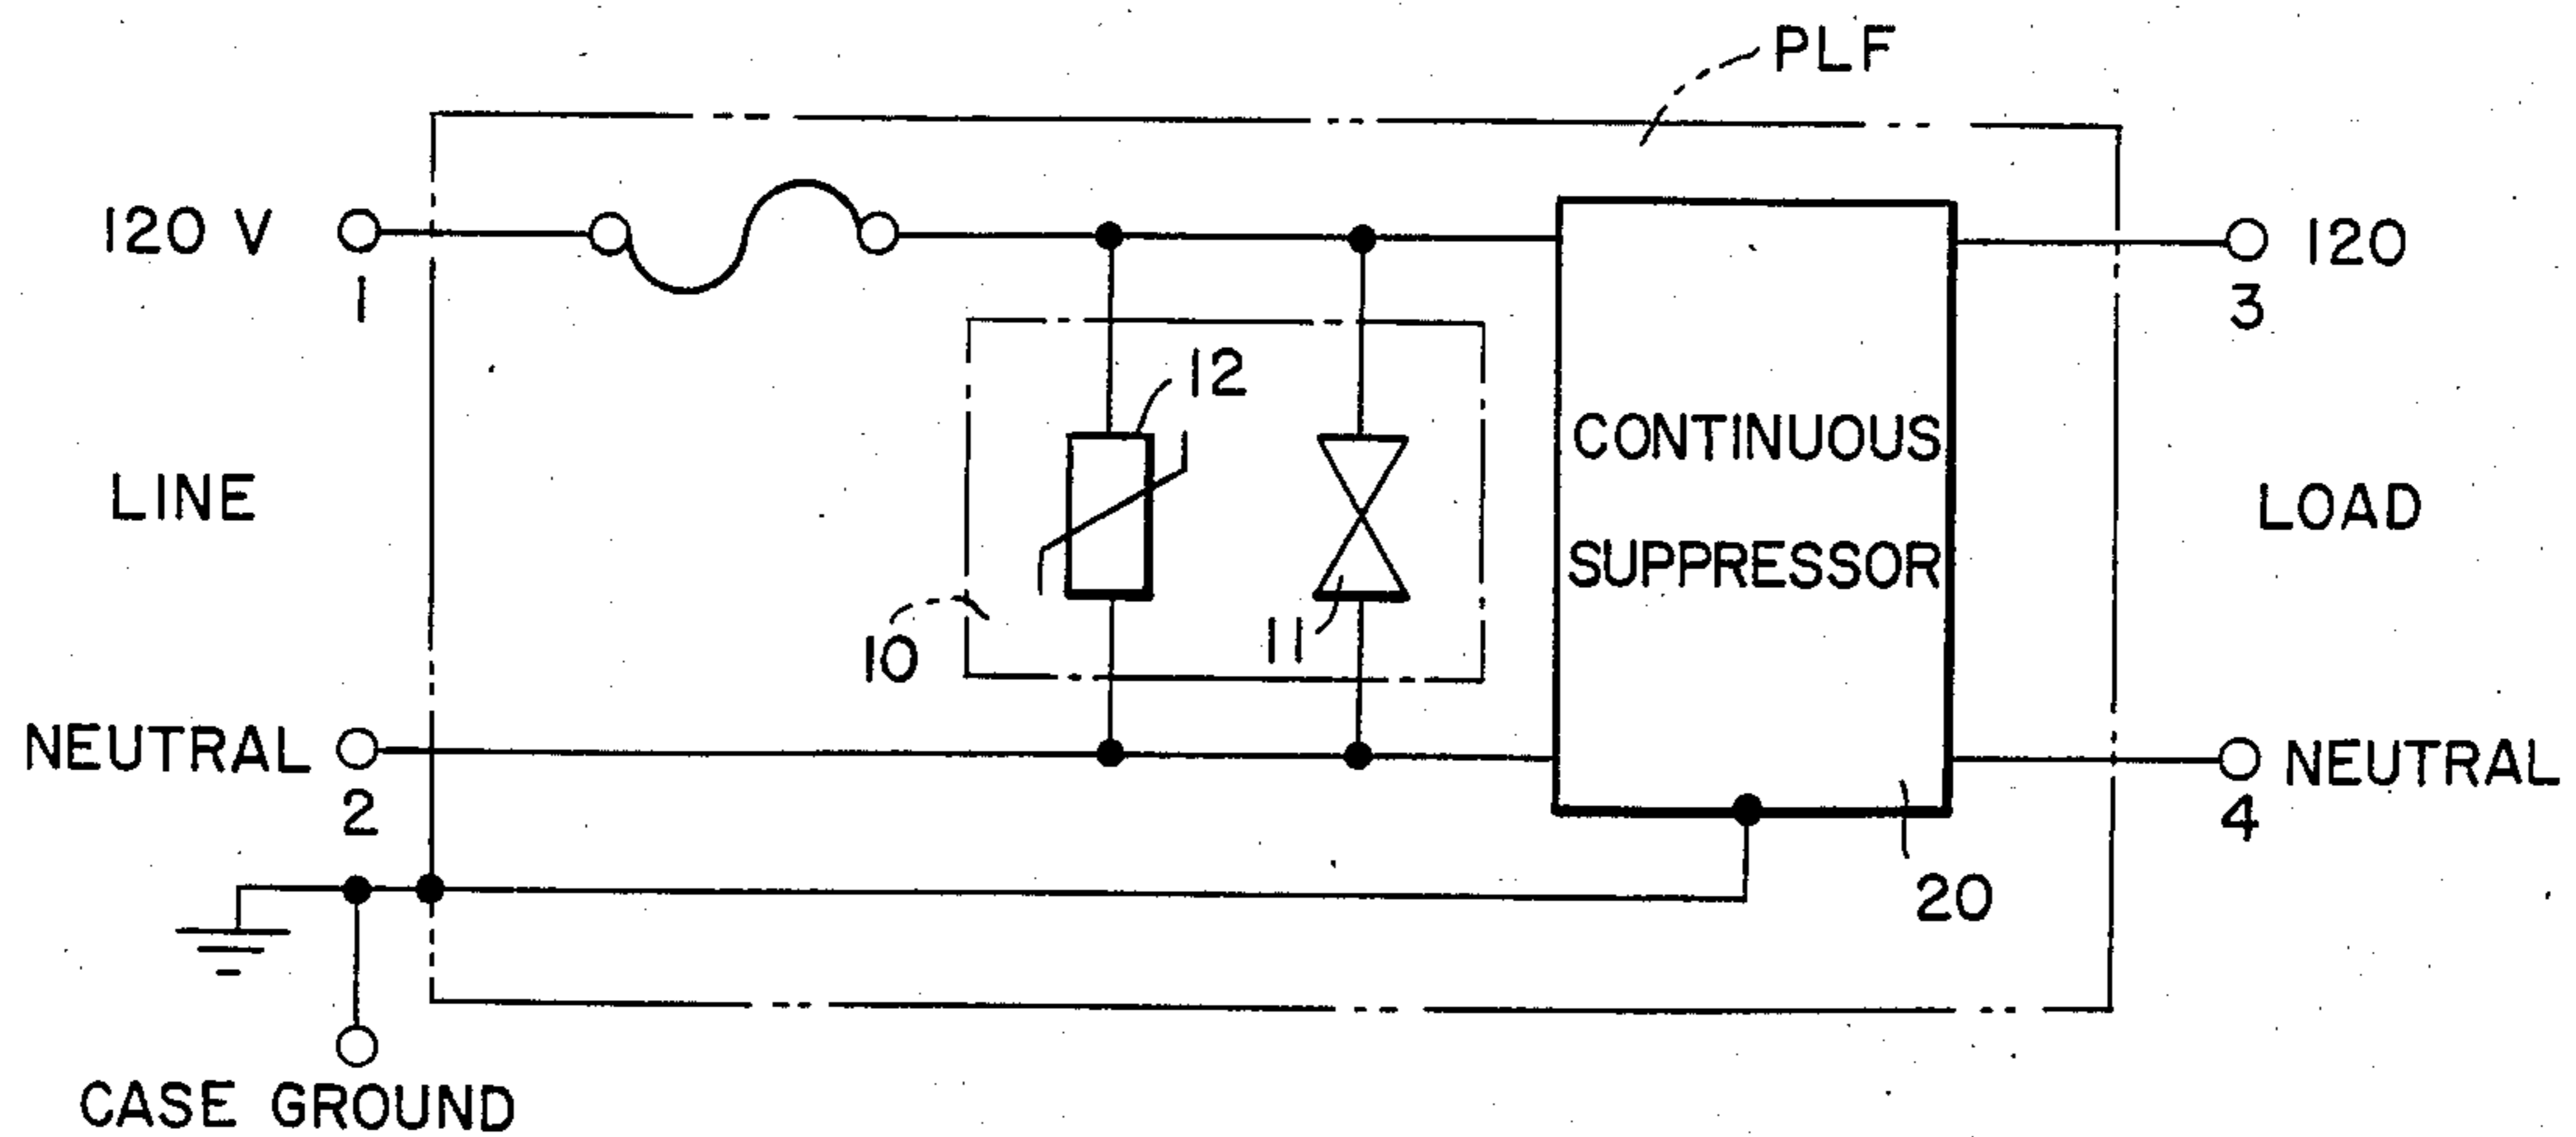 PLF
120 V
1
120
3
12
CONTINUOUS
SUPPRESSOR
LINE
LOAD
10
11
NEUTRAL
2
NEUTRAL
4
20
CASE GROUND